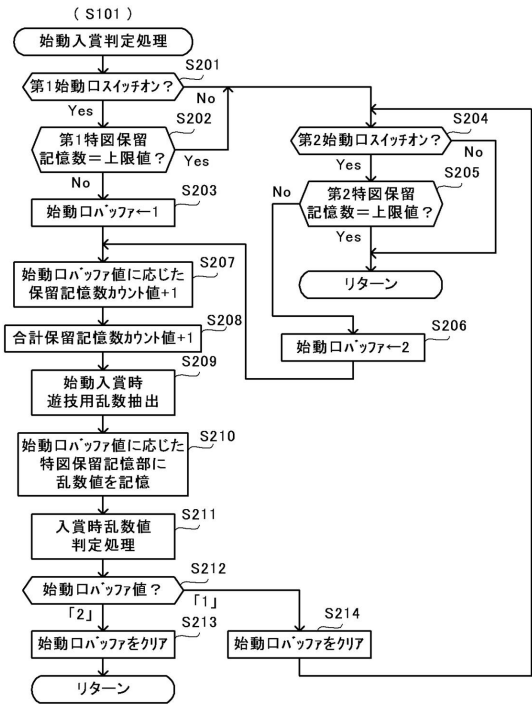 (S101)
始動入賞判定処理
S201
第1始動口スイッチオン?
Yes
No
S202
第1特図保留
記憶数=上限値?
Yes
No
S203
始動口バッファ←1
S204
第2始動口スイッチオン?
Yes
No
S205
第2特図保留
記憶数=上限値?
No
Yes
リターン
S206
始動口バッファ←2
S207
始動口バッファ値に応じた
保留記憶数カウント値+1
S208
合計保留記憶数カウント値+1
S209
始動入賞時
遊技用乱数抽出
S210
始動口バッファ値に応じた
特図保留記憶部に
乱数値を記憶
S211
入賞時乱数値
判定処理
S212
始動口バッファ値?
「2」
「1」
S213
始動口バッファをクリア
S214
始動口バッファをクリア
リターン